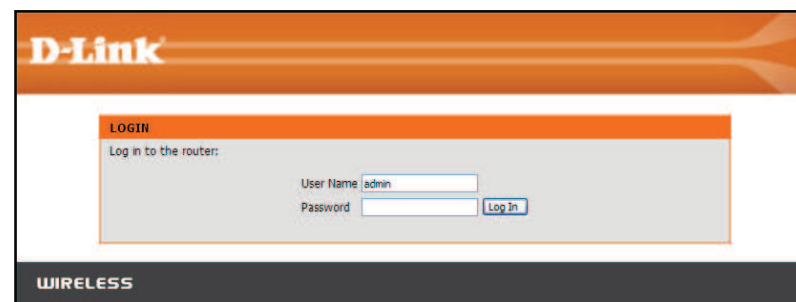 D-Link
LOGIN
Log in to the router:
User Name admin
Password Log In
WIRELESS